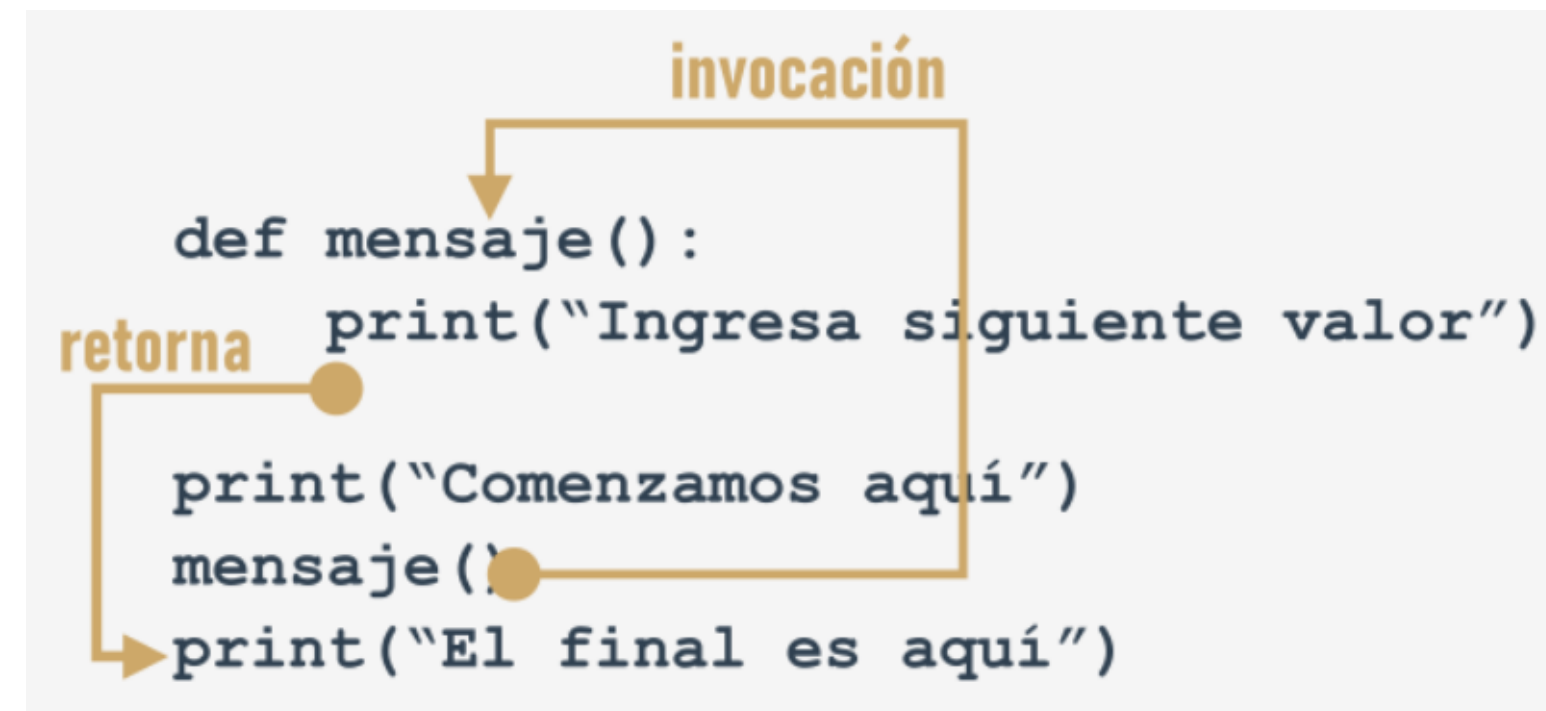 invocación
def mensaje():
print(“Ingresa siguiente valor”)
retorna
print(“Comenzamos aquí”)
mensaje()
print(“El final es aquí”)